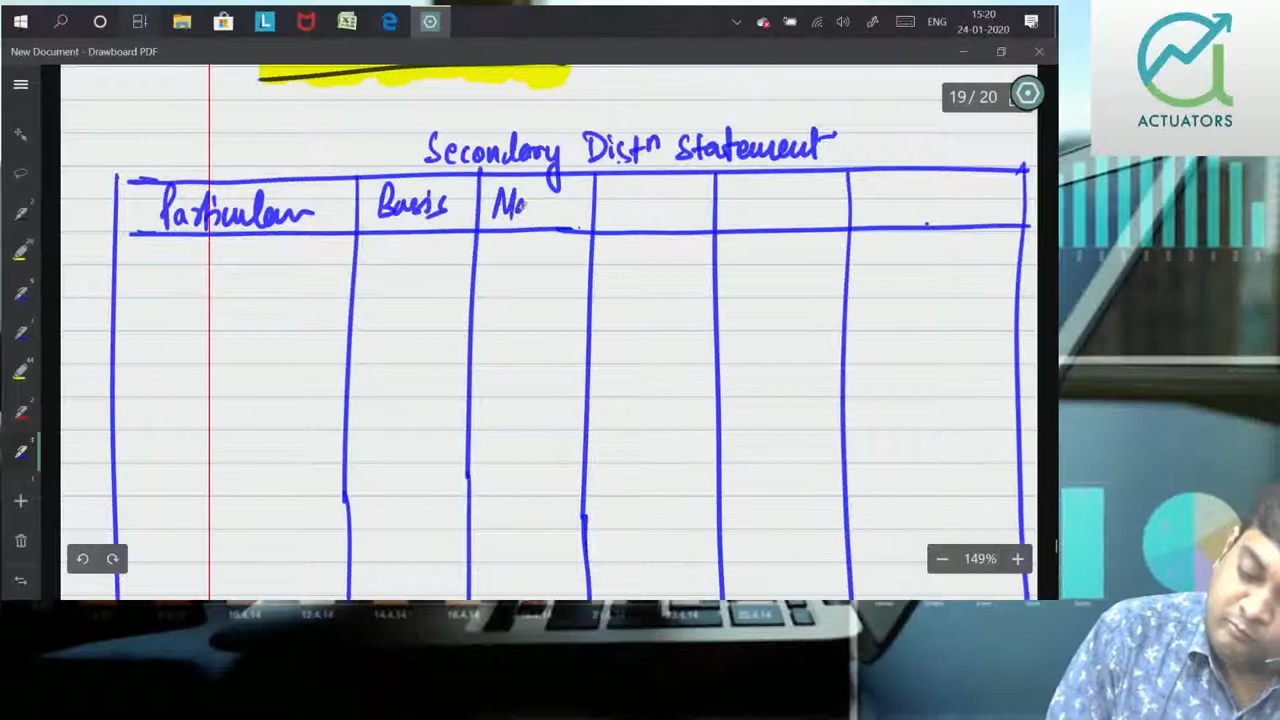 15:20
ENG
24-01-2020
New Document - Drawboard PDF
19 / 20
ACTUATORS
Secondary Distn Statement
Particular Basis Ma
149%